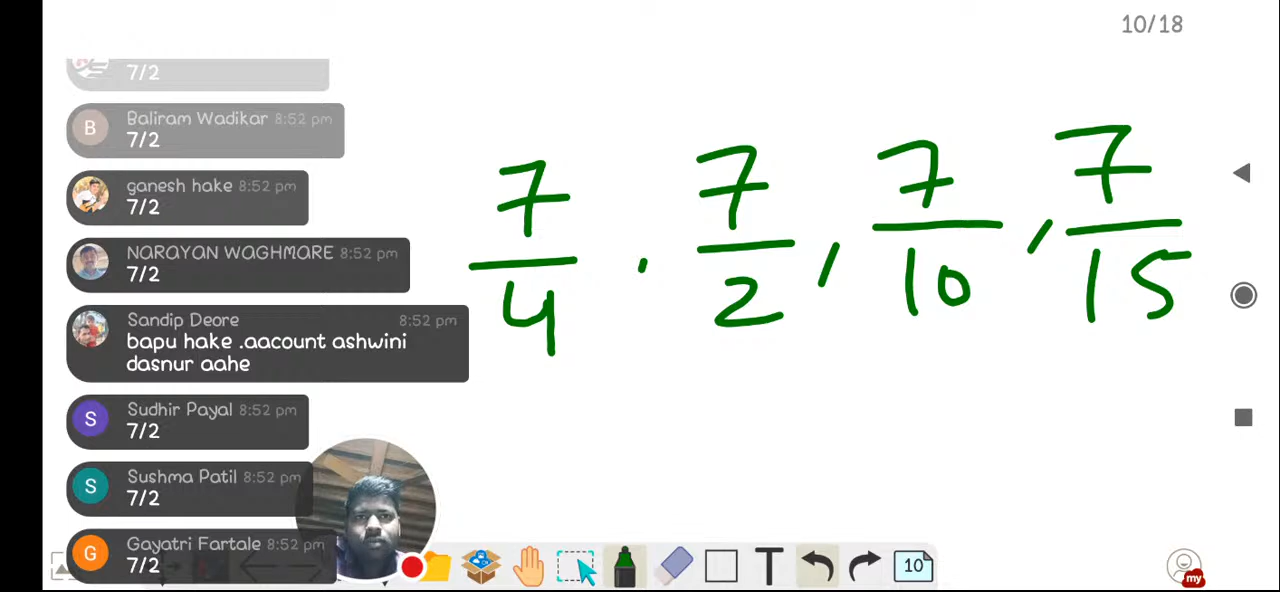 10/18
7/2
Baliram Wadikar 8:52 pm
7/2
ganesh hake 8:52 pm
7/2
NARAYAN WAGHMARE 8:52 pm
7/2
Sandip Deore 8:52 pm
bapu hake .aacount ashwini
dasnur aahe
Sudhir Payal 8:52 pm
7/2
Sushma Patil 8:52 pm
7/2
Gayatri Fartale 8:52 pm
7/2
7/4 , 7/2 , 7/10 , 7/15
B
S
S
G
T
10
my